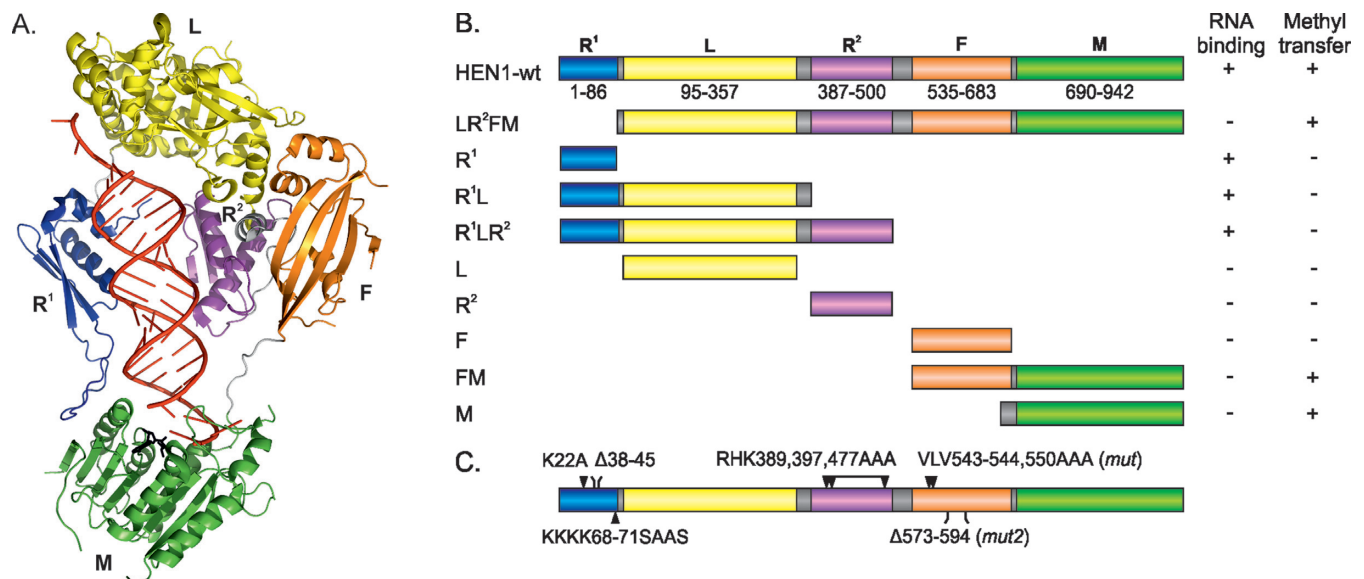 A.
L
R¹
R²
F
M
B.
RNA binding
Methyl transfer
R¹ L R² F M
HEN1-wt + +
1-86 95-357 387-500 535-683 690-942
LR²FM - +
R¹ + -
R¹L + -
R¹LR² + -
L - -
R² - -
F - -
FM - +
M - +
C.
K22A Δ38-45 RHK389,397,477AAA VLV543-544,550AAA (mut)
KKKK68-71SAAS Δ573-594 (mut2)